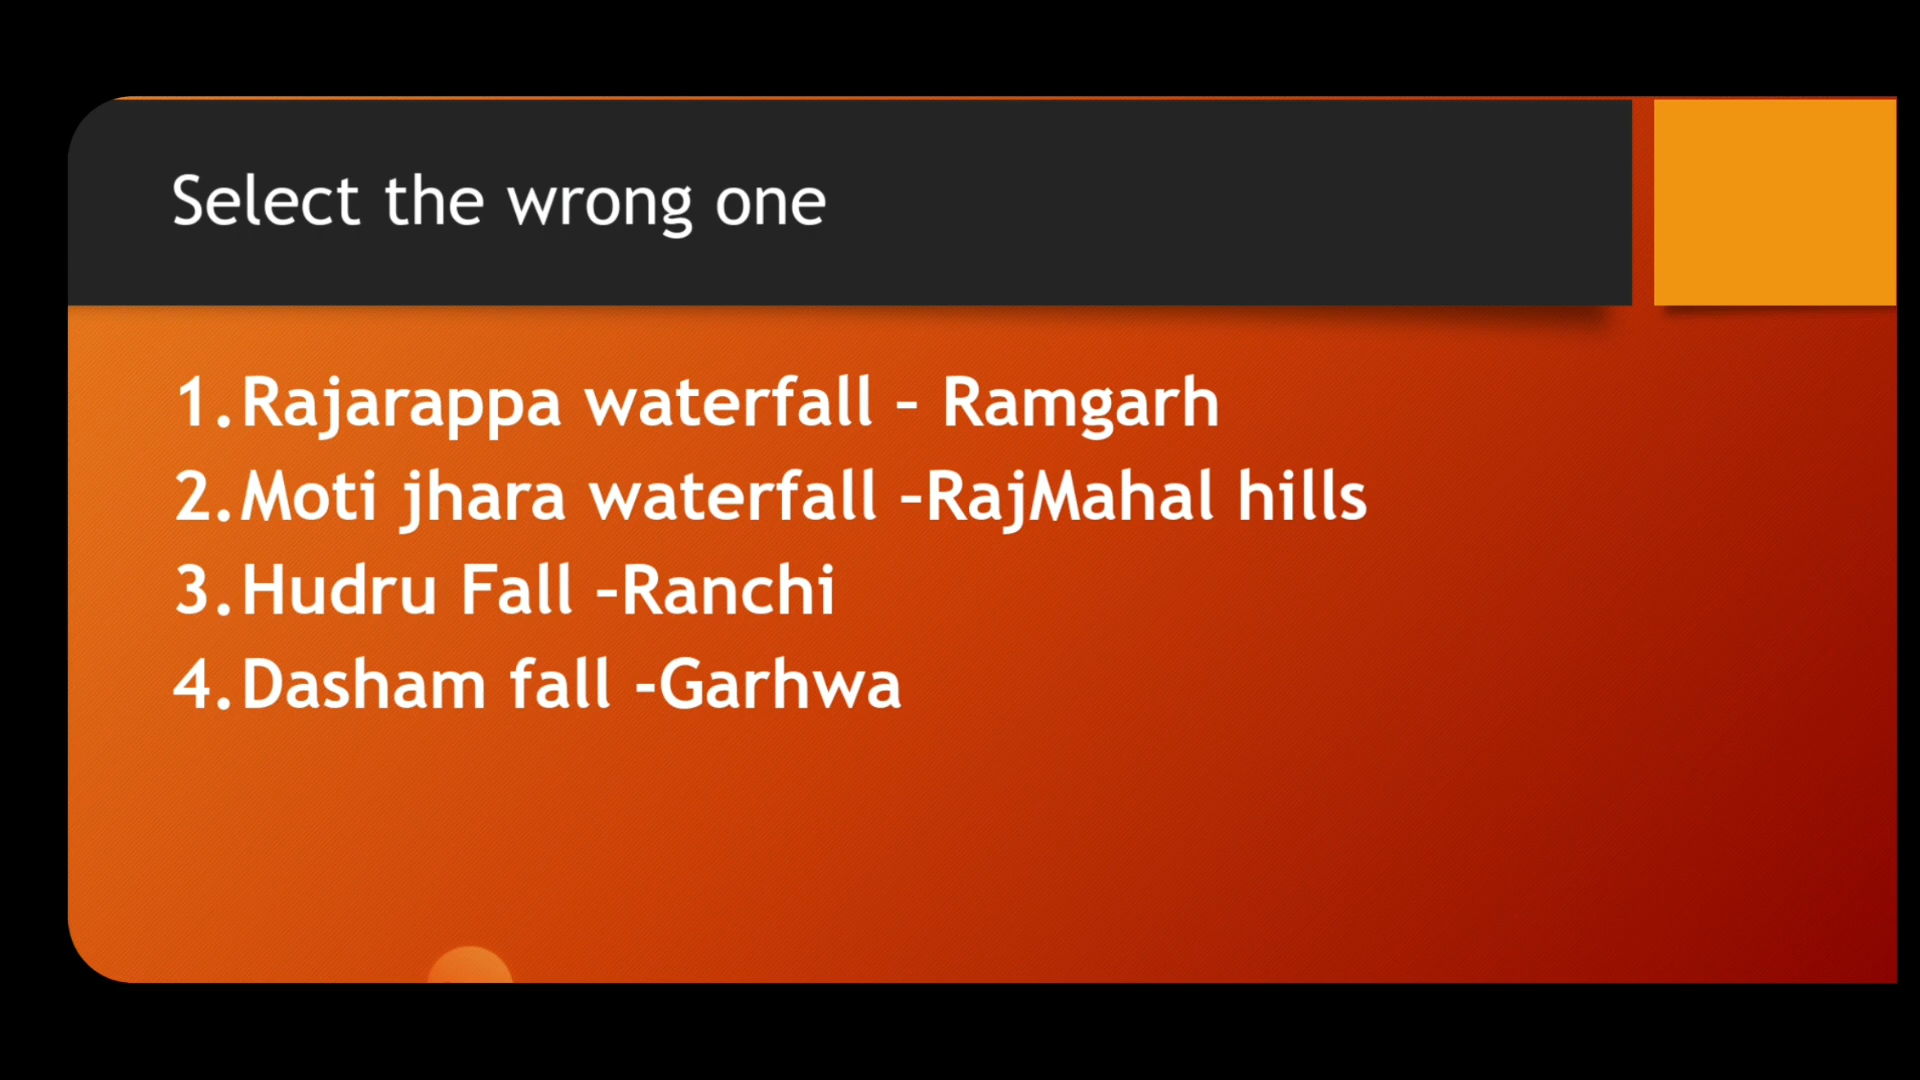 Select the wrong one
1.Rajarappa waterfall – Ramgarh
2.Moti jhara waterfall –RajMahal hills
3.Hudru Fall –Ranchi
4.Dasham fall -Garhwa